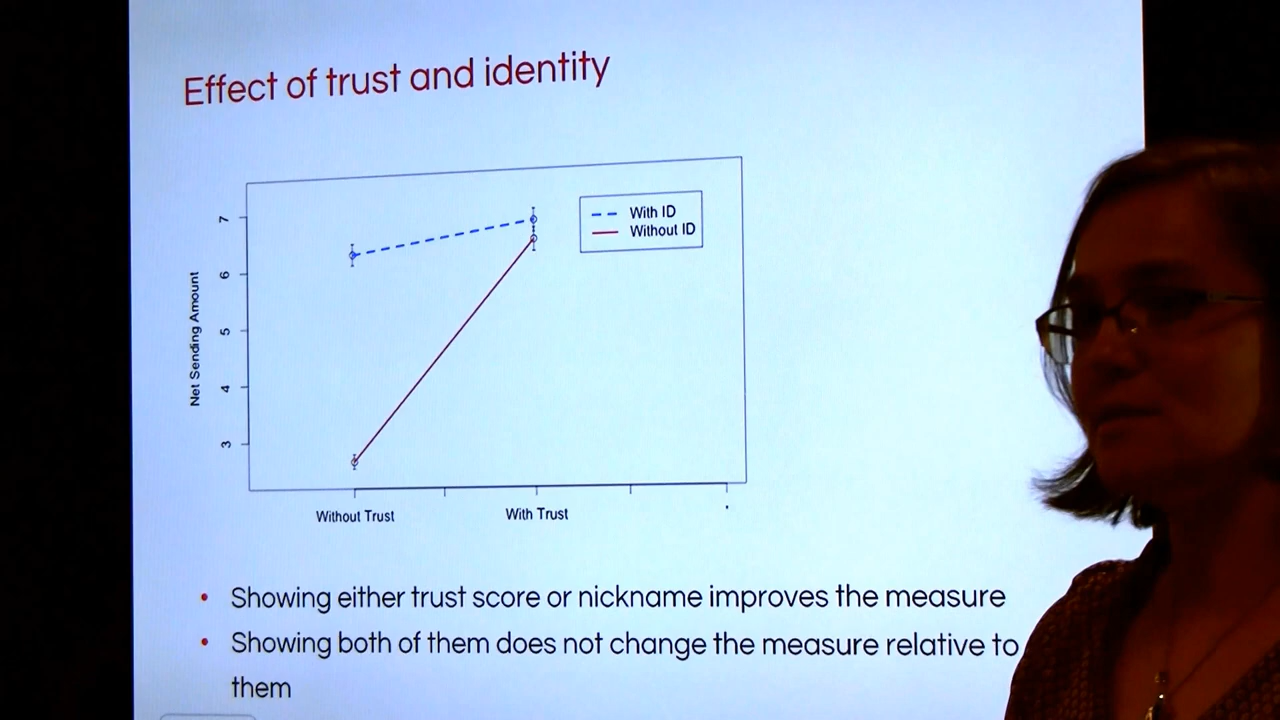 Effect of trust and identity
With ID
Without ID
Net Sending Amount
7
6
5
4
3
Without Trust
With Trust
• Showing either trust score or nickname improves the measure
• Showing both of them does not change the measure relative to
them